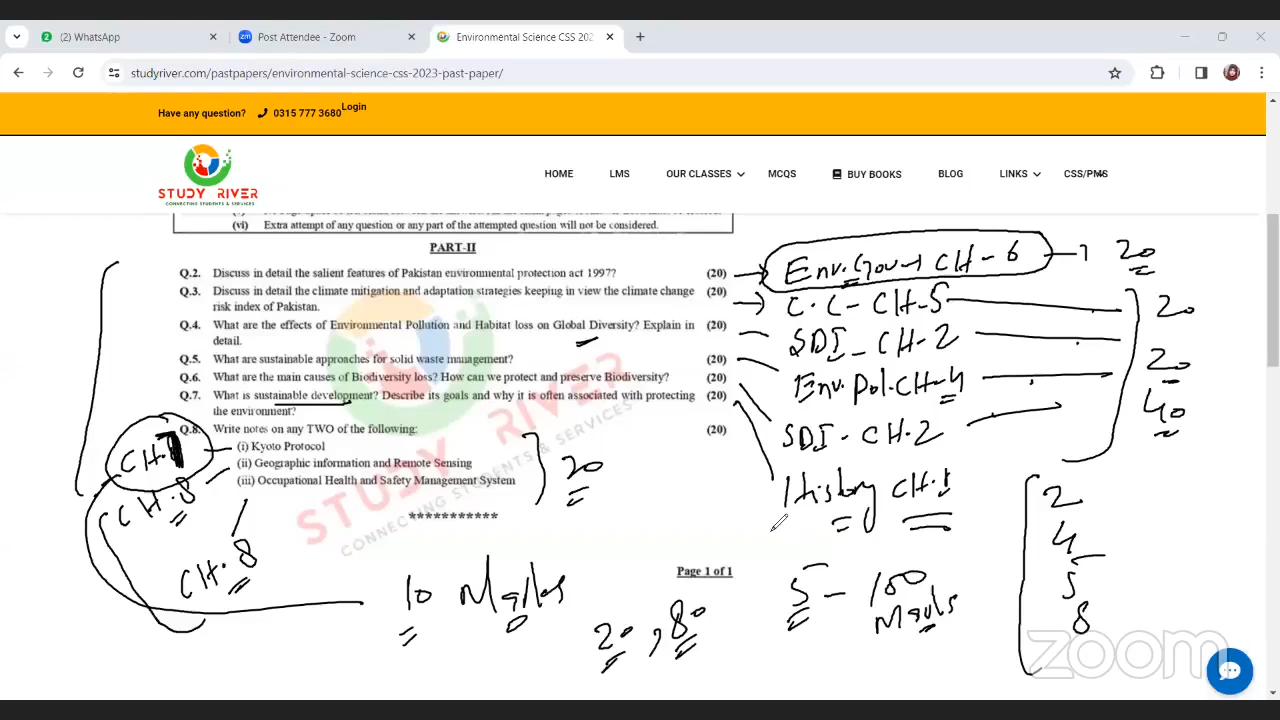 (2) WhatsApp
Post Attendee - Zoom
Environmental Science CSS 202
studyriver.com/pastpapers/environmental-science-css-2023-past-paper/
Have any question? 0315 777 3680 Login
STUDY RIVER
CONNECTING STUDENTS & SERVICES
HOME LMS OUR CLASSES MCQS BUY BOOKS BLOG LINKS CSS/PMS
(vi) Extra attempt of any question or any part of the attempted question will not be considered.
PART-II
Q.2. Discuss in detail the salient features of Pakistan environmental protection act 1997? (20)
Q.3. Discuss in detail the climate mitigation and adaptation strategies keeping in view the climate change (20)
risk index of Pakistan.
Q.4. What are the effects of Environmental Pollution and Habitat loss on Global Diversity? Explain in (20)
detail.
Q.5. What are sustainable approaches for solid waste management? (20)
Q.6. What are the main causes of Biodiversity loss? How can we protect and preserve Biodiversity? (20)
Q.7. What is sustainable development? Describe its goals and why it is often associated with protecting (20)
the environment?
Q.8. Write notes on any TWO of the following: (20)
(i) Kyoto Protocol
(ii) Geographic information and Remote Sensing
(iii) Occupational Health and Safety Management System
***********
Page 1 of 1
STUDY RIVER
CONNECTING STUDENTS & SERVICES
Env. Gov-t CH-6 20
C.C- CH-5 20
SDI - CH-2 20
Env. Pol. CH-4 40
SDI. CH.2
History CH.1
CH.7
CH.8
CH.8
20
10 Marks
20, 80
5 - 100
Marks
2
4
5
8
zoom